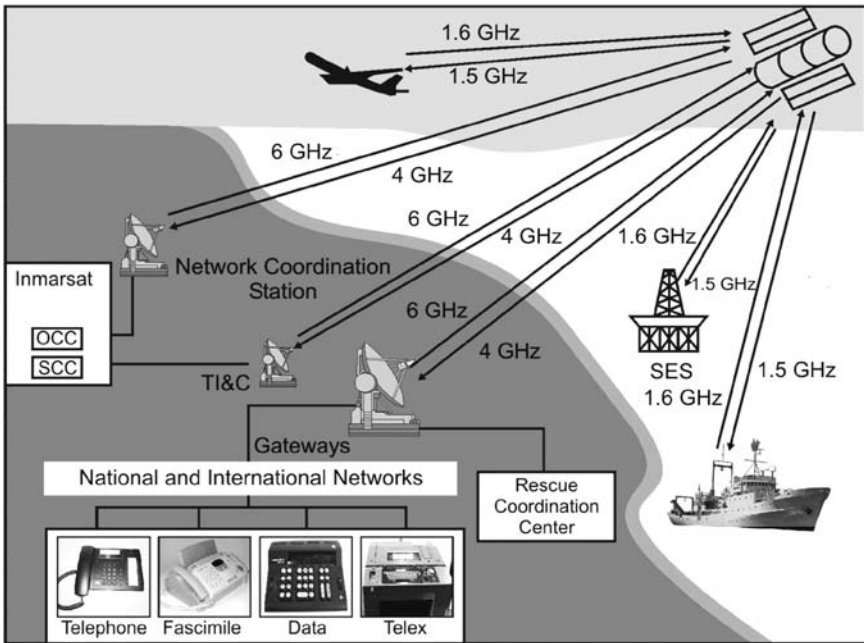 1.6 GHz
1.5 GHz
6 GHz
4 GHz
6 GHz
4 GHz
1.6 GHz
Inmarsat
Network Coordination
Station
1.5 GHz
OCC
6 GHz
SCC
4 GHz
SES
1.5 GHz
TI&C
1.6 GHz
Gateways
National and International Networks
Rescue
Coordination
Center
Telephone
Fascimile
Data
Telex